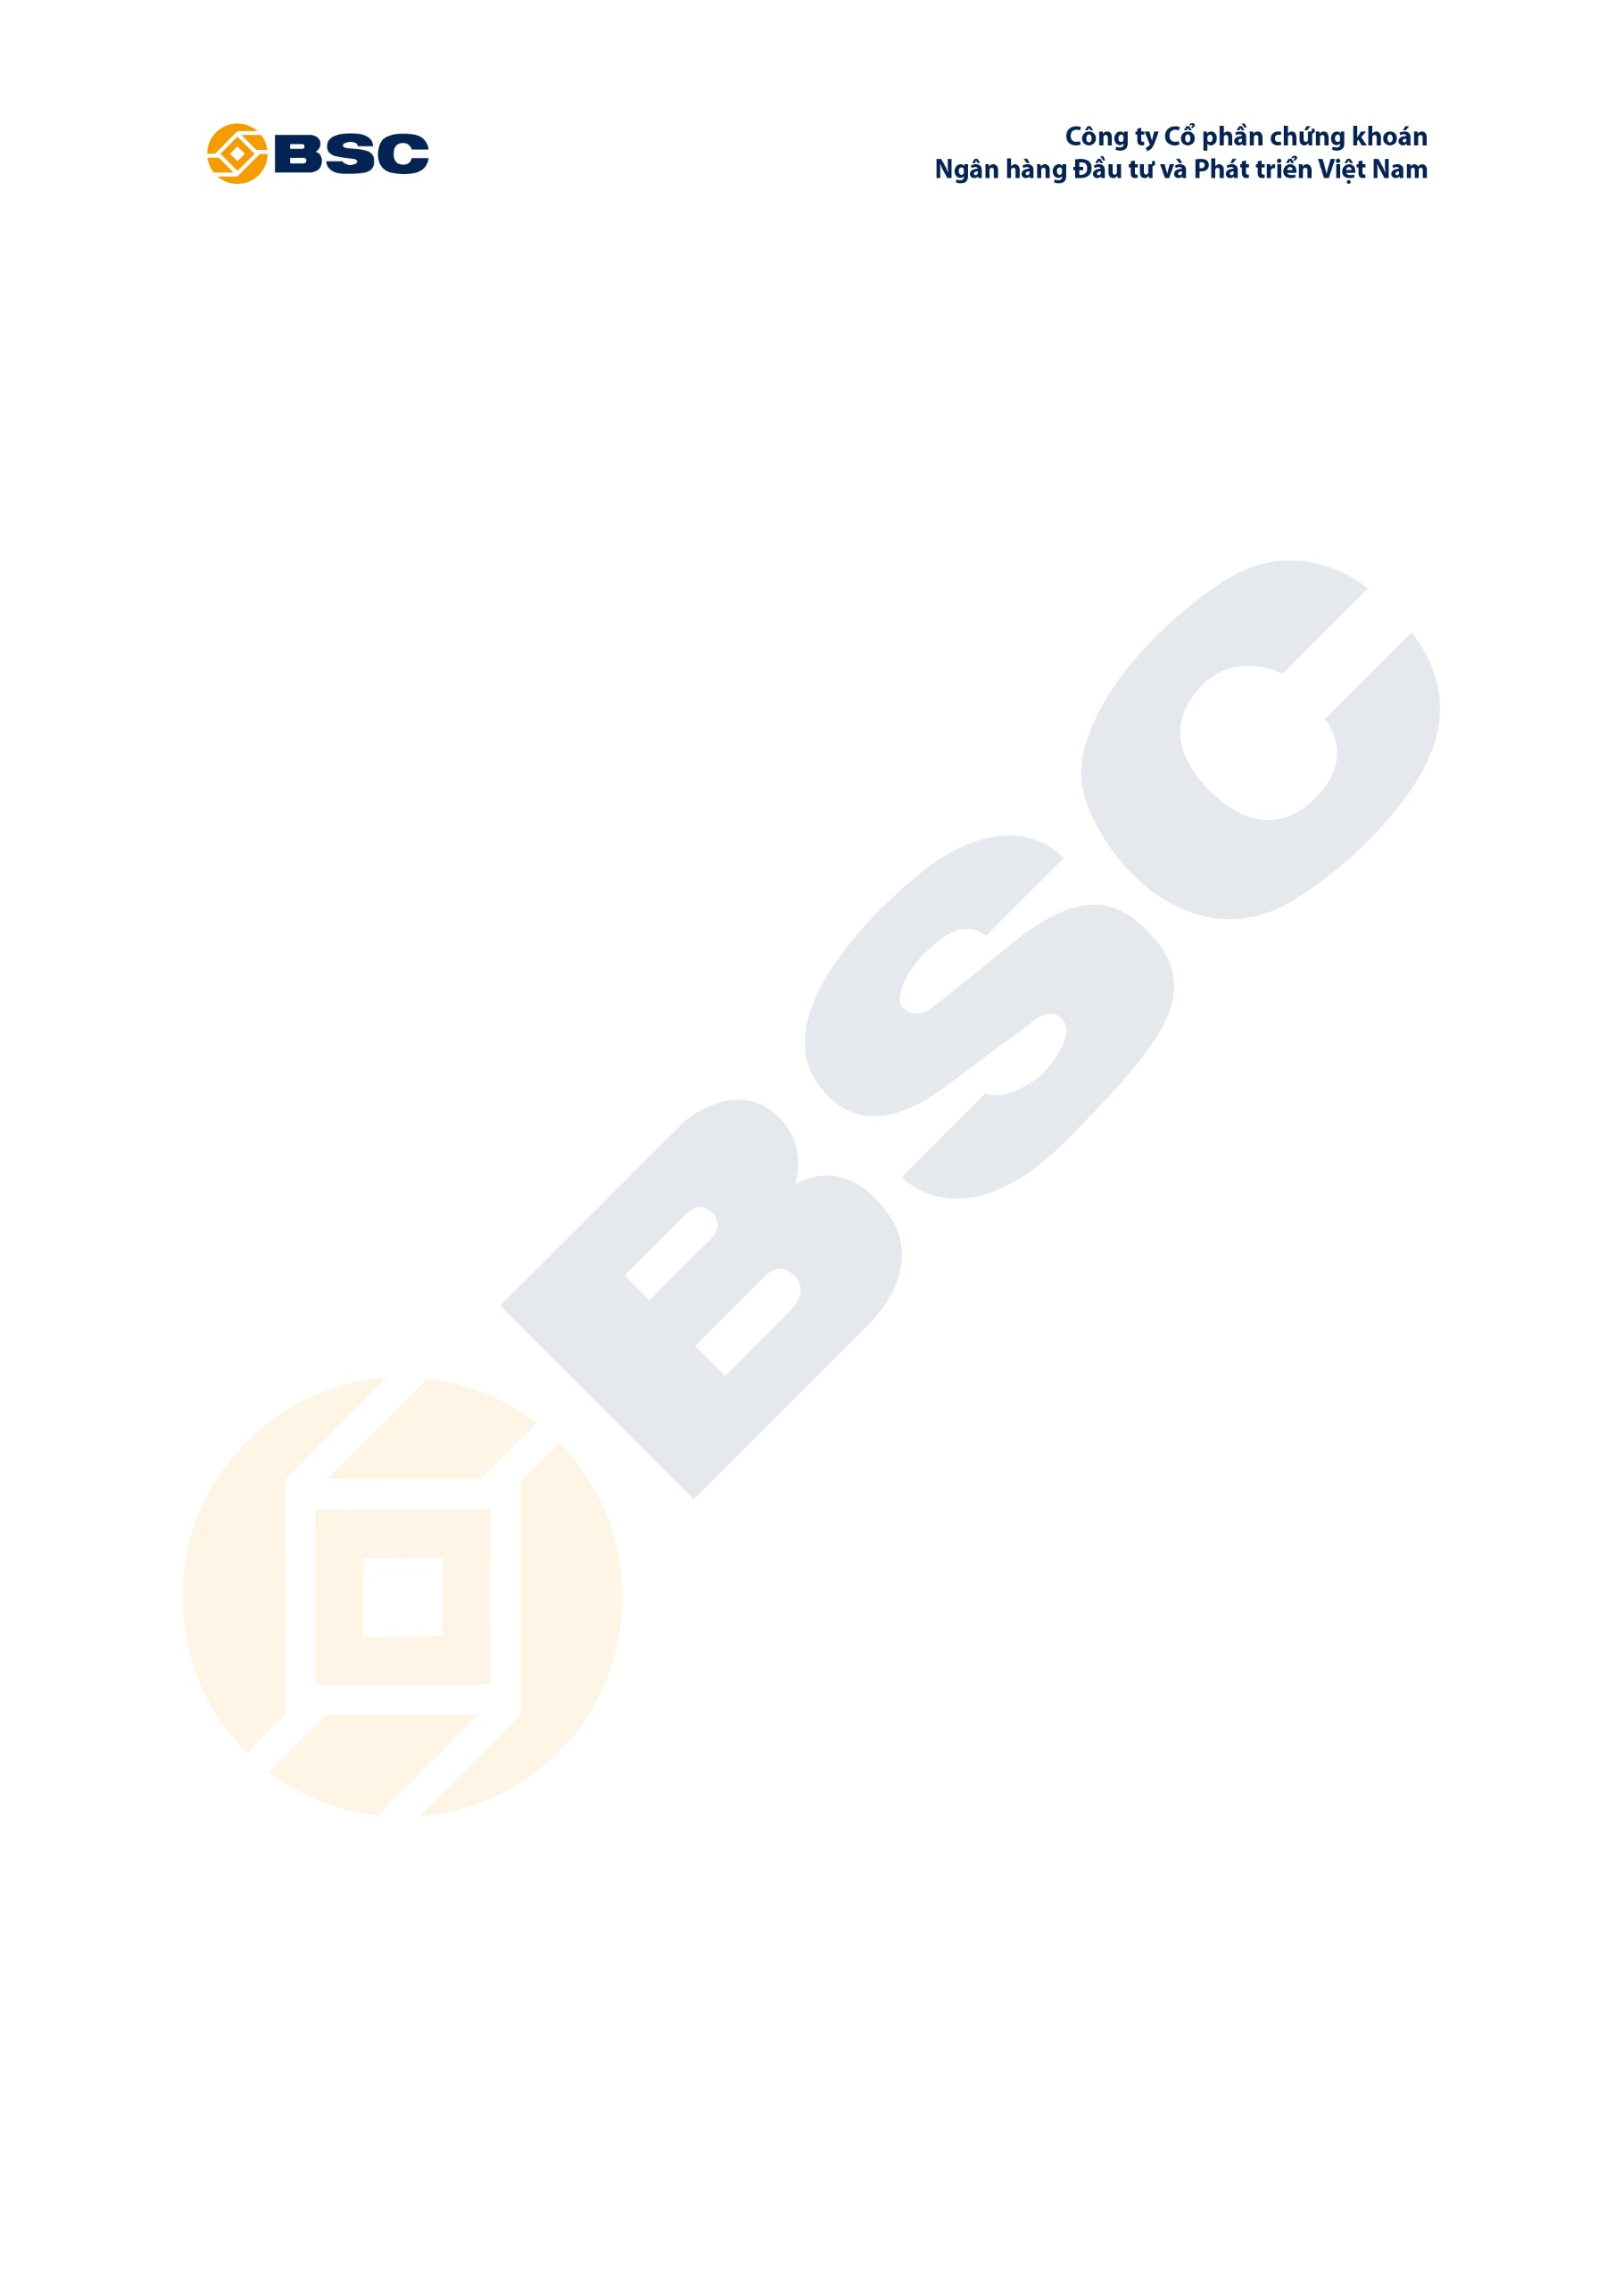 BSC
Công ty Cổ phần chứng khoán
Ngân hàng Đầu tư và Phát triển Việt Nam
BSC